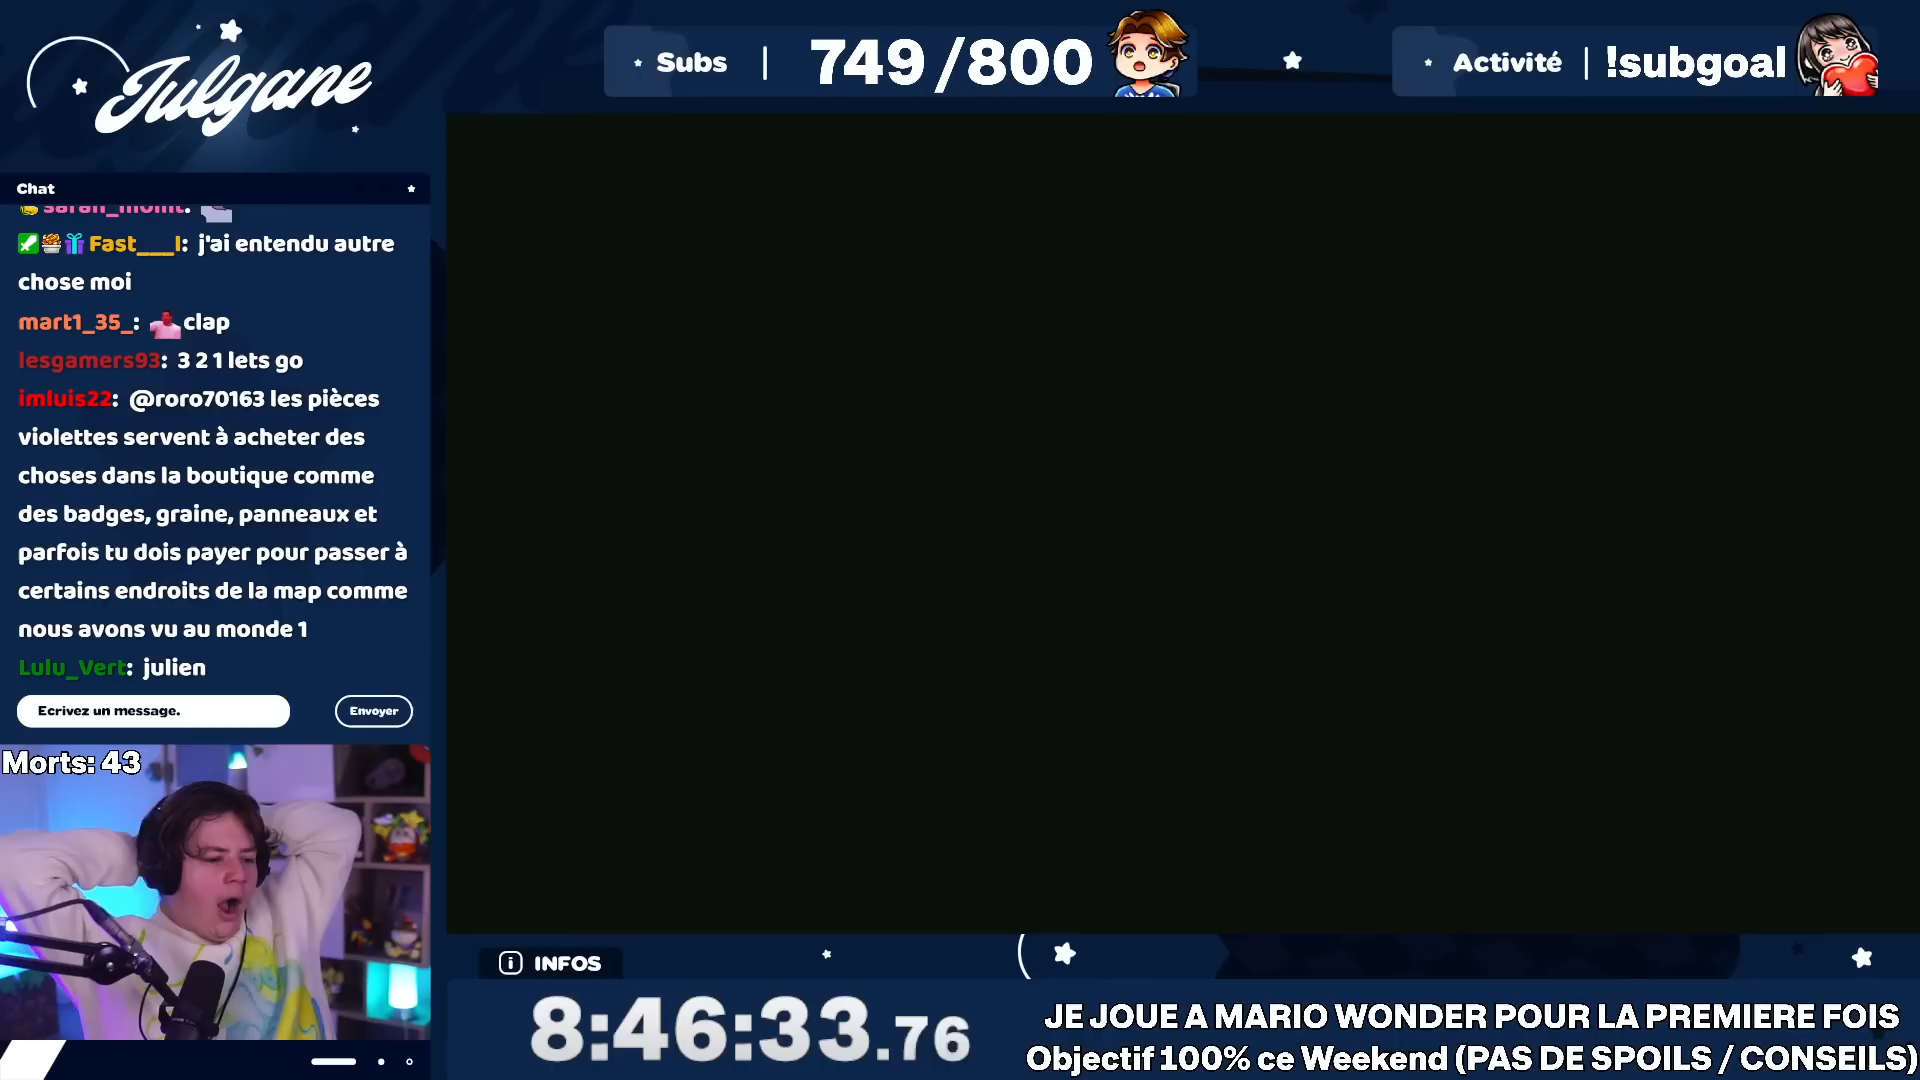 Julgane
Subs | 749 /800
Activité | !subgoal
Chat
Fast___I: j'ai entendu autre
chose moi
mart1_35_: clap
lesgamers93: 3 2 1 lets go
imluis22: @roro70163 les pièces
violettes servent à acheter des
choses dans la boutique comme
des badges, graine, panneaux et
parfois tu dois payer pour passer à
certains endroits de la map comme
nous avons vu au monde 1
Lulu_Vert: julien
Ecrivez un message.
Envoyer
Morts: 43
INFOS
8:46:33.76
JE JOUE A MARIO WONDER POUR LA PREMIERE FOIS
Objectif 100% ce Weekend (PAS DE SPOILS / CONSEILS)